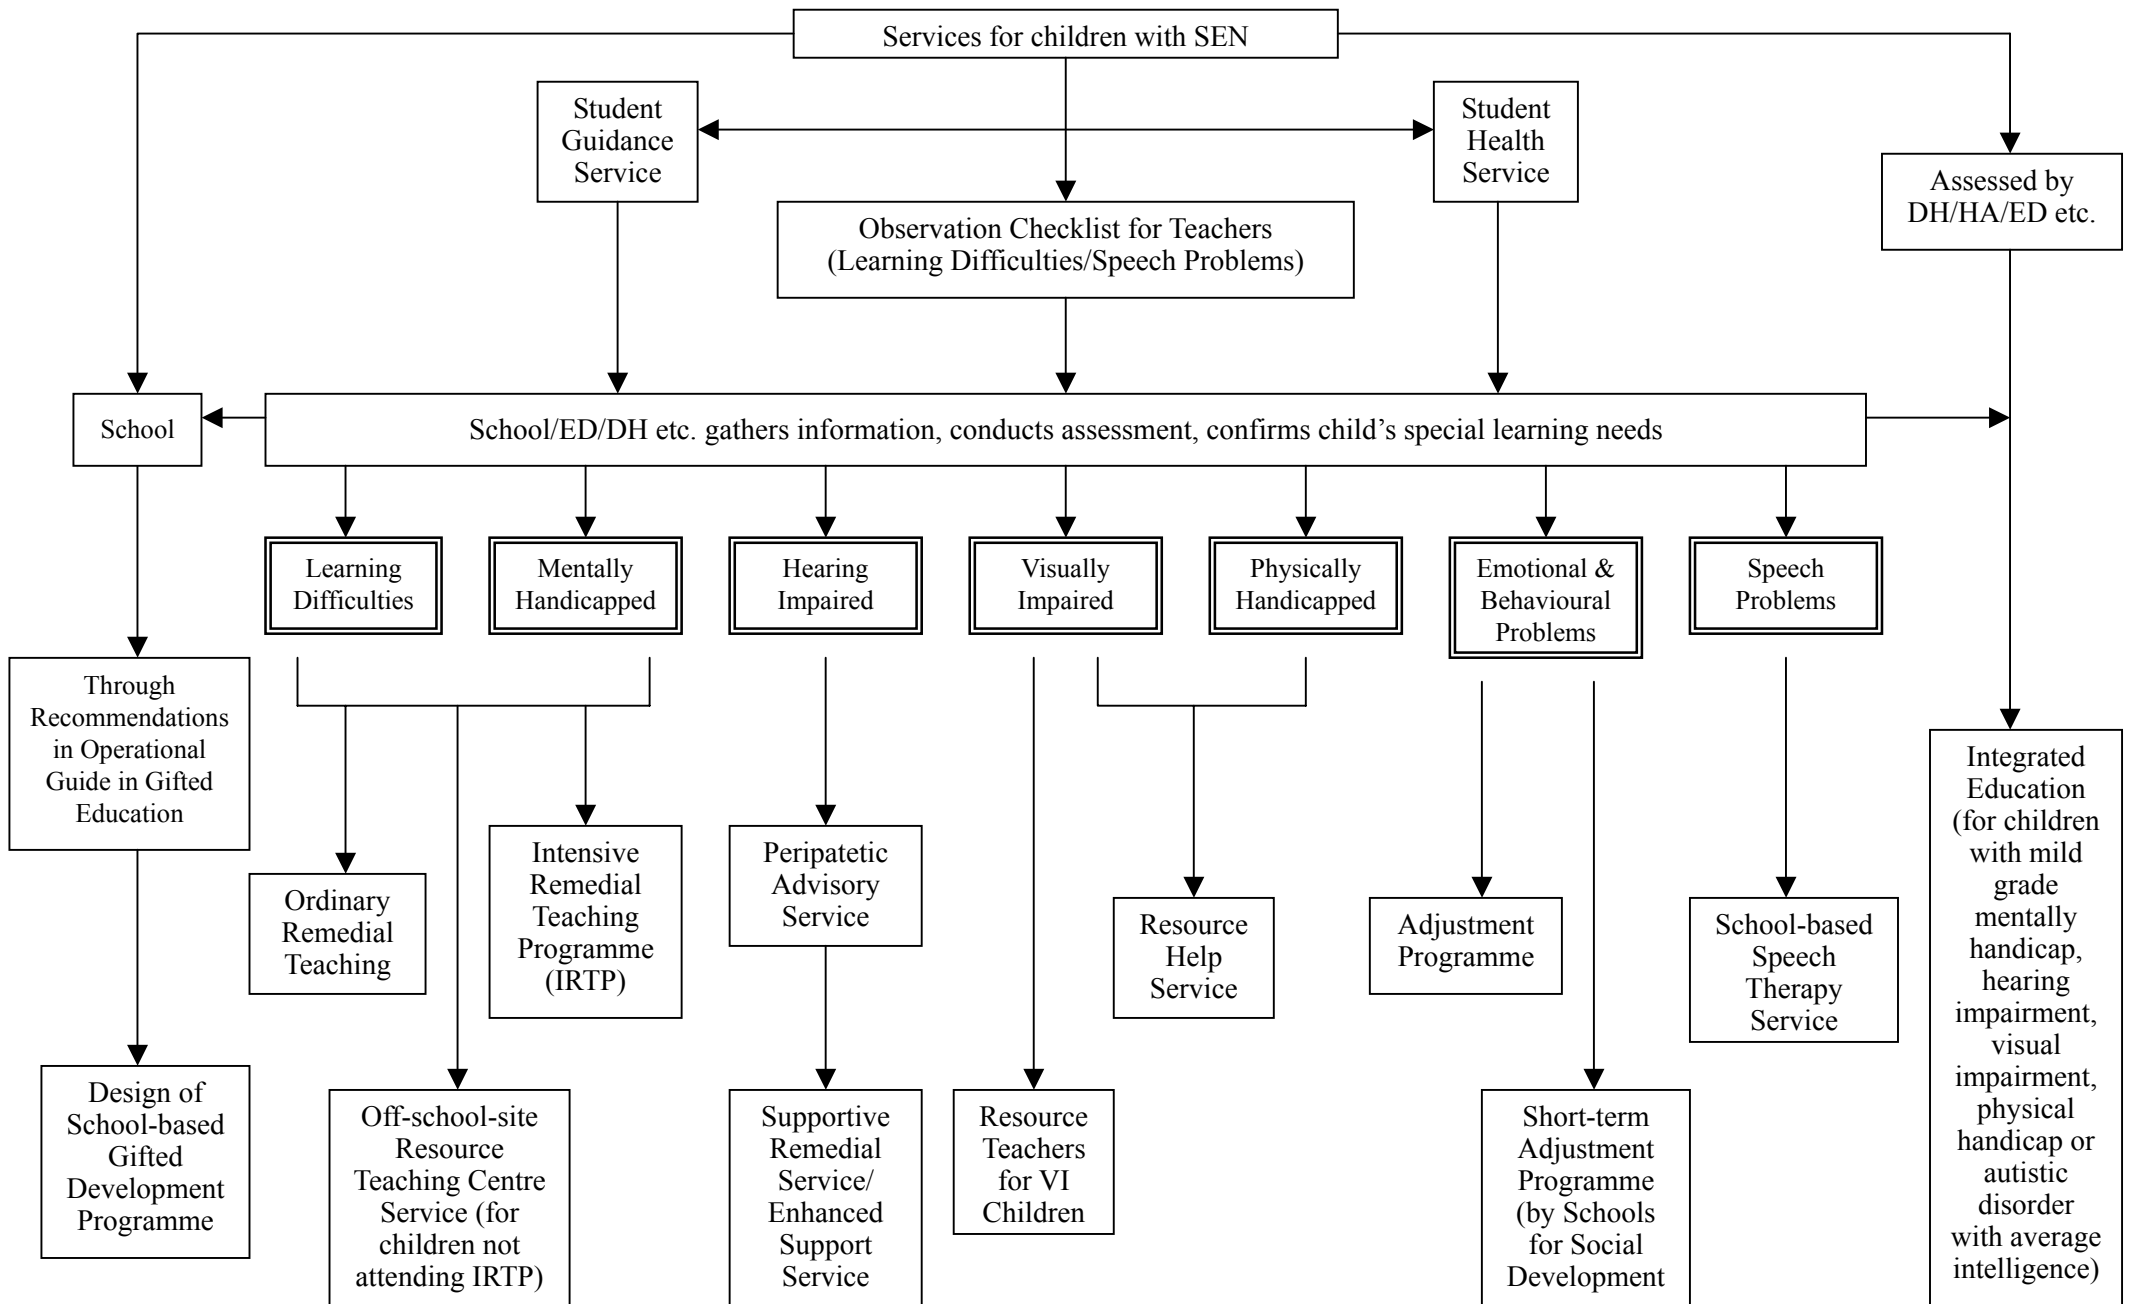 Services for children with SEN
Student
Guidance
Service
Student
Health
Service
Assessed by
DH/HA/ED etc.
Observation Checklist for Teachers
(Learning Difficulties/Speech Problems)
School
School/ED/DH etc. gathers information, conducts assessment, confirms child’s special learning needs
Learning
Difficulties
Mentally
Handicapped
Hearing
Impaired
Visually
Impaired
Physically
Handicapped
Emotional &
Behavioural
Problems
Speech
Problems
Through
Recommendations
in Operational
Guide in Gifted
Education
Ordinary
Remedial
Teaching
Intensive
Remedial
Teaching
Programme
(IRTP)
Peripatetic
Advisory
Service
Resource
Help
Service
Adjustment
Programme
School-based
Speech
Therapy
Service
Integrated
Education
(for children
with mild
grade
mentally
handicap,
hearing
impairment,
visual
impairment,
physical
handicap or
autistic
disorder
with average
intelligence)
Design of
School-based
Gifted
Development
Programme
Off-school-site
Resource
Teaching Centre
Service (for
children not
attending IRTP)
Supportive
Remedial
Service/
Enhanced
Support
Service
Resource
Teachers
for VI
Children
Short-term
Adjustment
Programme
(by Schools
for Social
Development